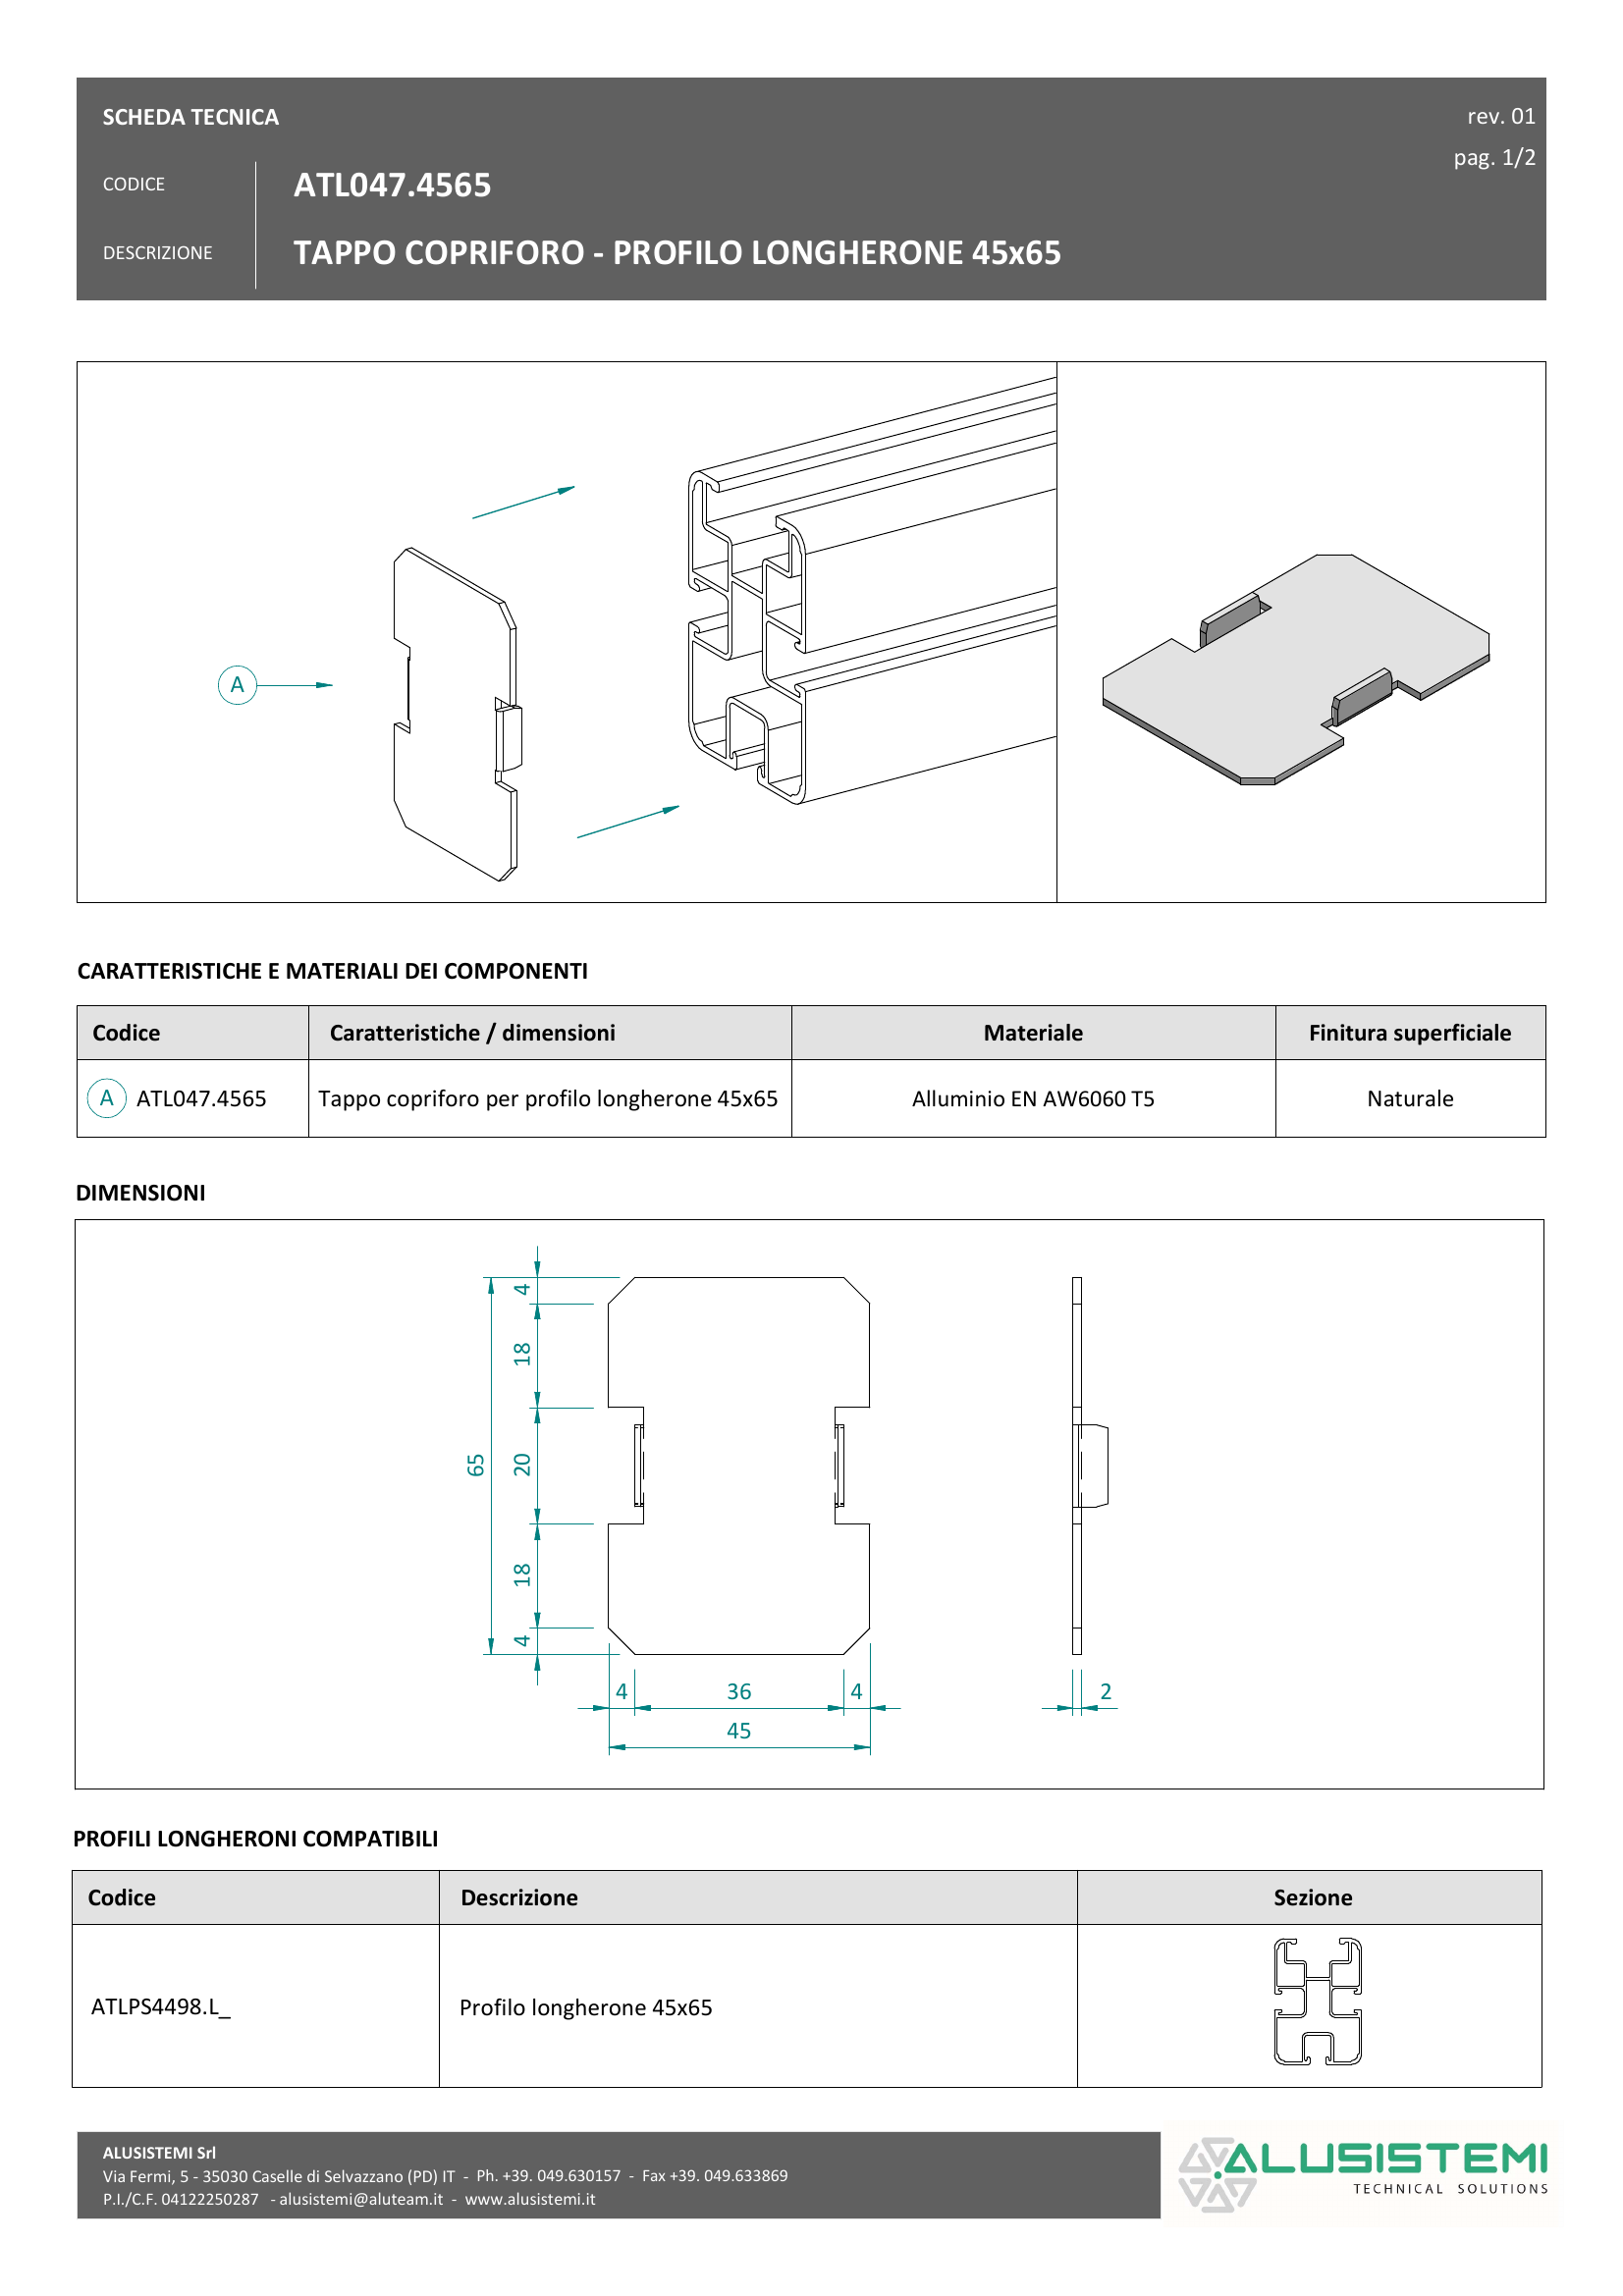 SCHEDA TECNICA
rev. 01
pag. 1/2
CODICE
ATL047.4565
DESCRIZIONE
TAPPO COPRIFORO - PROFILO LONGHERONE 45x65
A
CARATTERISTICHE E MATERIALI DEI COMPONENTI
Codice Caratteristiche / dimensioni Materiale Finitura superficiale
A ATL047.4565 Tappo copriforo per profilo longherone 45x65 Alluminio EN AW6060 T5 Naturale
DIMENSIONI
4
18
65
20
18
4
4 36 4
2
45
PROFILI LONGHERONI COMPATIBILI
Codice Descrizione Sezione
ATLPS4498.L_ Profilo longherone 45x65
ALUSISTEMI Srl
Via Fermi, 5 - 35030 Caselle di Selvazzano (PD) IT - Ph. +39. 049.630157 - Fax +39. 049.633869
P.I./C.F. 04122250287 - alusistemi@aluteam.it - www.alusistemi.it
ALUSISTEMI
TECHNICAL SOLUTIONS